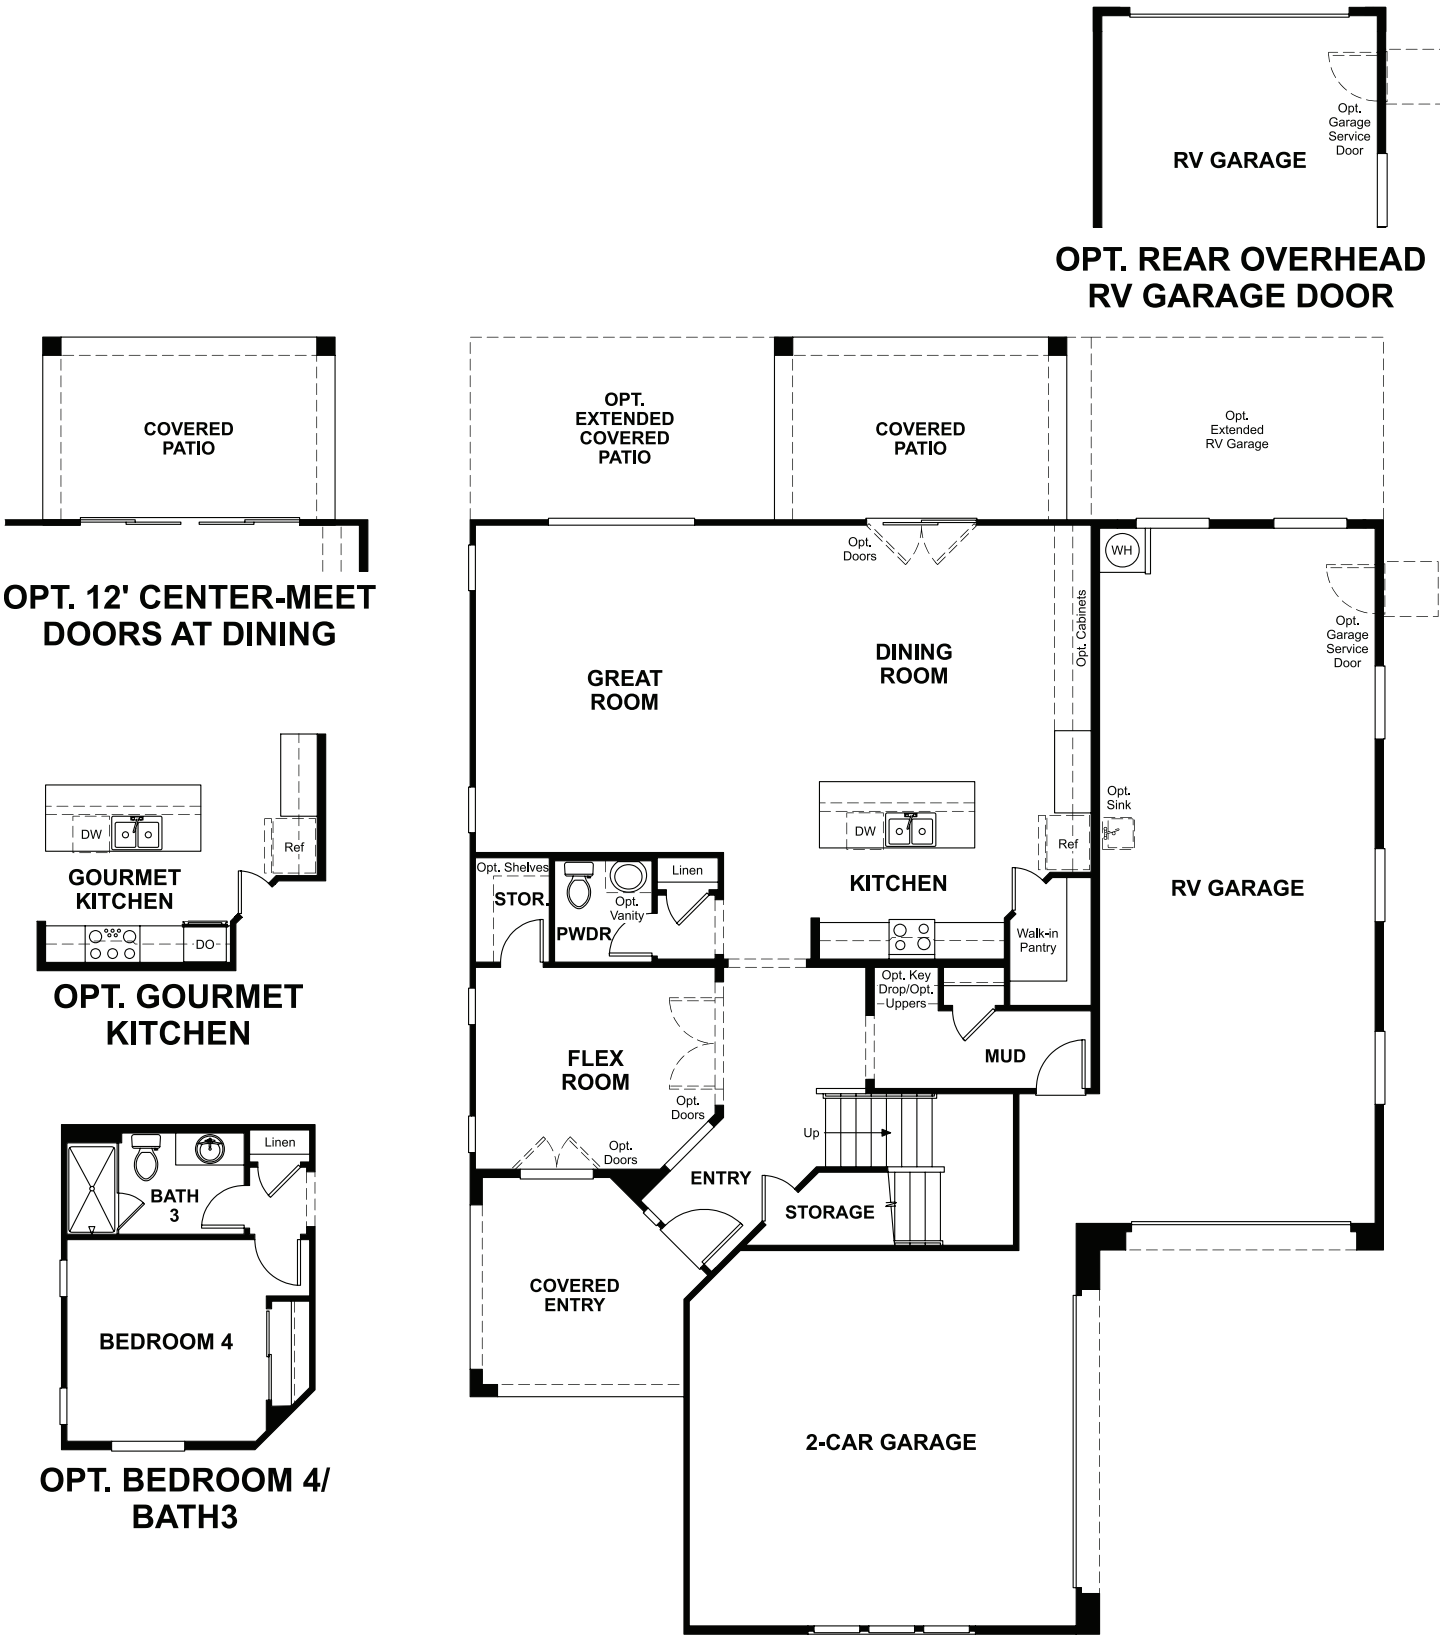 Opt.
Garage
Service
Door
RV GARAGE
OPT. REAR OVERHEAD
RV GARAGE DOOR
COVERED
PATIO
OPT. 12' CENTER-MEET
DOORS AT DINING
DW
Ref
GOURMET
KITCHEN
DO
OPT. GOURMET
KITCHEN
Linen
BATH
3
BEDROOM 4
OPT. BEDROOM 4/
BATH3
OPT.
EXTENDED
COVERED
PATIO
COVERED
PATIO
Opt.
Extended
RV Garage
Opt.
Doors
WH
Opt.
Garage
Service
Door
Opt. Cabinets
GREAT
ROOM
DINING
ROOM
Opt.
Sink
DW
Ref
KITCHEN
RV GARAGE
Opt. Shelves
STOR.
Opt.
Vanity
PWDR
Linen
Walk-in
Pantry
Opt. Key
Drop/Opt.
Uppers
MUD
FLEX
ROOM
Opt.
Doors
Opt.
Doors
Up
ENTRY
STORAGE
COVERED
ENTRY
2-CAR GARAGE